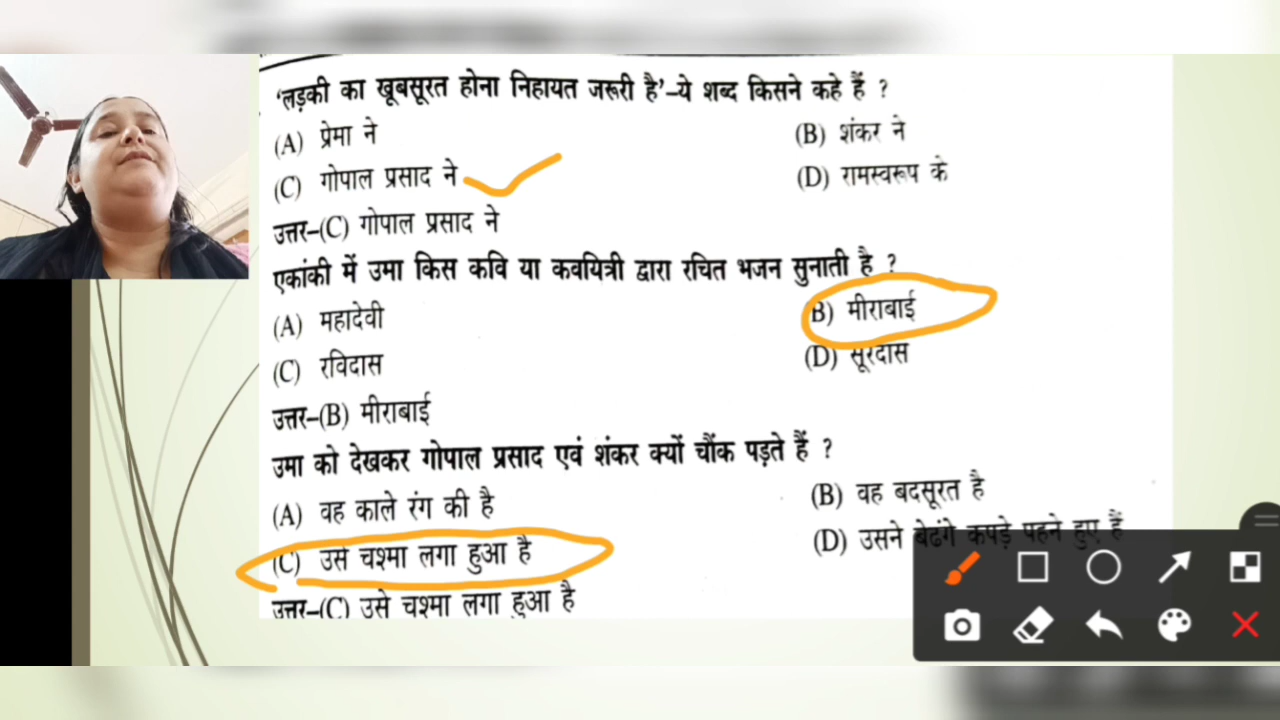 'लड़की का खूबसूरत होना निहायत जरूरी है'–ये शब्द किसने कहे हैं ?
(A) प्रेमा ने (B) शंकर ने
(C) गोपाल प्रसाद ने (D) रामस्वरूप के
उत्तर–(C) गोपाल प्रसाद ने
एकांकी में उमा किस कवि या कवयित्री द्वारा रचित भजन सुनाती है ?
(A) महादेवी (B) मीराबाई
(C) रविदास (D) सूरदास
उत्तर–(B) मीराबाई
उमा को देखकर गोपाल प्रसाद एवं शंकर क्यों चौंक पड़ते हैं ?
(A) वह काले रंग की है (B) वह बदसूरत है
(C) उसे चश्मा लगा हुआ है (D) उसने बेढंगे कपड़े पहने हुए हैं
उत्तर–(C) उसे चश्मा लगा हुआ है